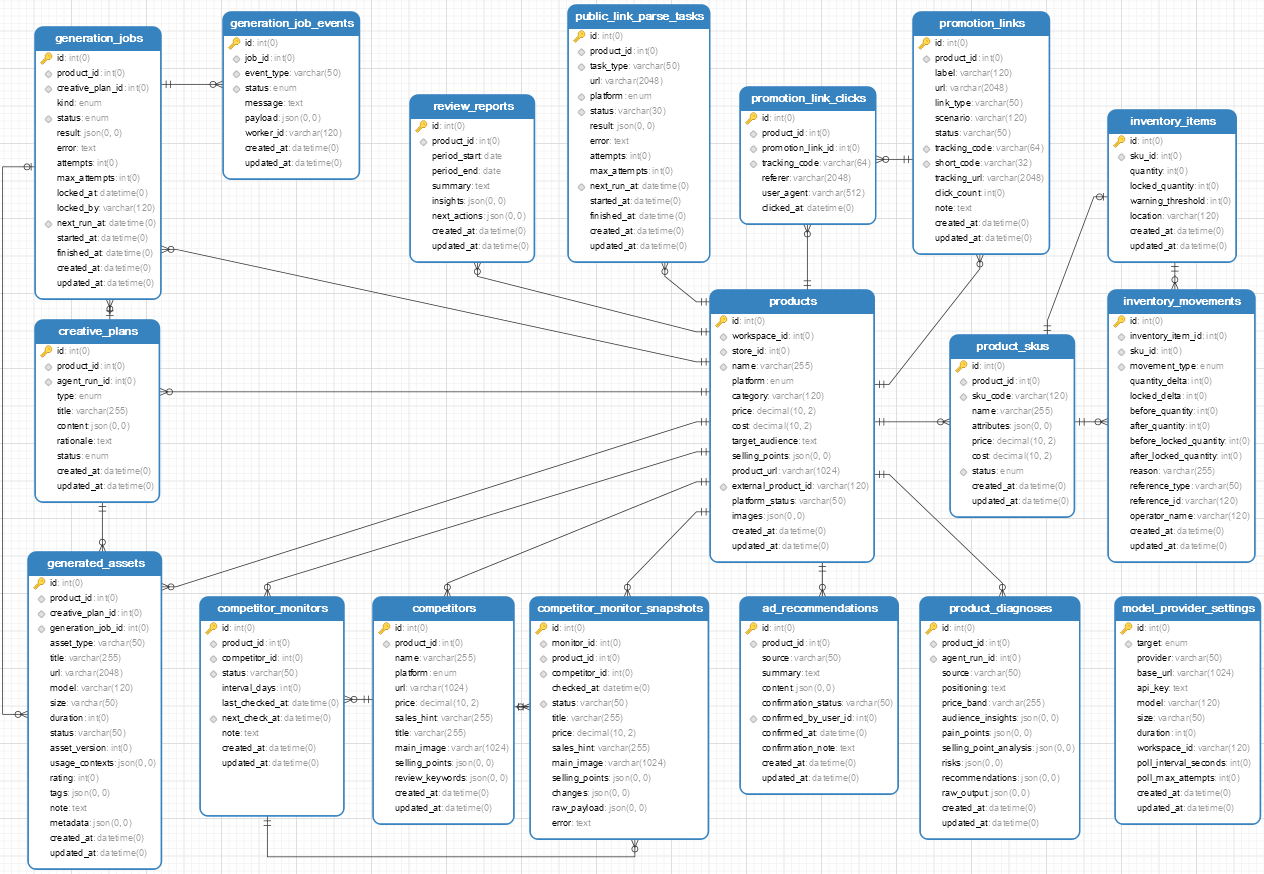 generation_jobs
id: int(0)
product_id: int(0)
creative_plan_id: int(0)
kind: enum
status: enum
result: json(0, 0)
error: text
attempts: int(0)
max_attempts: int(0)
locked_at: datetime(0)
locked_by: varchar(120)
next_run_at: datetime(0)
started_at: datetime(0)
finished_at: datetime(0)
created_at: datetime(0)
updated_at: datetime(0)
generation_job_events
id: int(0)
job_id: int(0)
event_type: varchar(50)
status: enum
message: text
payload: json(0, 0)
worker_id: varchar(120)
created_at: datetime(0)
updated_at: datetime(0)
review_reports
id: int(0)
product_id: int(0)
period_start: date
period_end: date
summary: text
insights: json(0, 0)
next_actions: json(0, 0)
created_at: datetime(0)
updated_at: datetime(0)
public_link_parse_tasks
id: int(0)
product_id: int(0)
task_type: varchar(50)
url: varchar(2048)
platform: enum
status: varchar(30)
result: json(0, 0)
error: text
attempts: int(0)
max_attempts: int(0)
next_run_at: datetime(0)
started_at: datetime(0)
finished_at: datetime(0)
created_at: datetime(0)
updated_at: datetime(0)
promotion_link_clicks
id: int(0)
product_id: int(0)
promotion_link_id: int(0)
tracking_code: varchar(64)
referer: varchar(2048)
user_agent: varchar(512)
clicked_at: datetime(0)
promotion_links
id: int(0)
product_id: int(0)
label: varchar(120)
url: varchar(2048)
link_type: varchar(50)
scenario: varchar(120)
status: varchar(50)
tracking_code: varchar(64)
short_code: varchar(32)
tracking_url: varchar(2048)
click_count: int(0)
note: text
created_at: datetime(0)
updated_at: datetime(0)
inventory_items
id: int(0)
sku_id: int(0)
quantity: int(0)
locked_quantity: int(0)
warning_threshold: int(0)
location: varchar(120)
created_at: datetime(0)
updated_at: datetime(0)
creative_plans
id: int(0)
product_id: int(0)
agent_run_id: int(0)
type: enum
title: varchar(255)
content: json(0, 0)
rationale: text
status: enum
created_at: datetime(0)
updated_at: datetime(0)
products
id: int(0)
workspace_id: int(0)
store_id: int(0)
name: varchar(255)
platform: enum
category: varchar(120)
price: decimal(10, 2)
cost: decimal(10, 2)
target_audience: text
selling_points: json(0, 0)
product_url: varchar(1024)
external_product_id: varchar(120)
platform_status: varchar(50)
images: json(0, 0)
created_at: datetime(0)
updated_at: datetime(0)
product_skus
id: int(0)
product_id: int(0)
sku_code: varchar(120)
name: varchar(255)
attributes: json(0, 0)
price: decimal(10, 2)
cost: decimal(10, 2)
status: enum
created_at: datetime(0)
updated_at: datetime(0)
inventory_movements
id: int(0)
inventory_item_id: int(0)
sku_id: int(0)
movement_type: enum
quantity_delta: int(0)
locked_delta: int(0)
before_quantity: int(0)
after_quantity: int(0)
before_locked_quantity: int(0)
after_locked_quantity: int(0)
reason: varchar(255)
reference_type: varchar(50)
reference_id: varchar(120)
operator_name: varchar(120)
created_at: datetime(0)
updated_at: datetime(0)
generated_assets
id: int(0)
product_id: int(0)
creative_plan_id: int(0)
generation_job_id: int(0)
asset_type: varchar(50)
title: varchar(255)
url: varchar(2048)
model: varchar(120)
size: varchar(50)
duration: int(0)
status: varchar(50)
asset_version: int(0)
usage_contexts: json(0, 0)
rating: int(0)
tags: json(0, 0)
note: text
metadata: json(0, 0)
created_at: datetime(0)
updated_at: datetime(0)
competitor_monitors
id: int(0)
product_id: int(0)
competitor_id: int(0)
status: varchar(50)
interval_days: int(0)
last_checked_at: datetime(0)
next_check_at: datetime(0)
note: text
created_at: datetime(0)
updated_at: datetime(0)
competitors
id: int(0)
product_id: int(0)
name: varchar(255)
platform: enum
url: varchar(1024)
price: decimal(10, 2)
sales_hint: varchar(255)
title: varchar(255)
main_image: varchar(1024)
selling_points: json(0, 0)
review_keywords: json(0, 0)
created_at: datetime(0)
updated_at: datetime(0)
competitor_monitor_snapshots
id: int(0)
monitor_id: int(0)
product_id: int(0)
competitor_id: int(0)
checked_at: datetime(0)
status: varchar(50)
title: varchar(255)
price: decimal(10, 2)
sales_hint: varchar(255)
main_image: varchar(1024)
selling_points: json(0, 0)
changes: json(0, 0)
raw_payload: json(0, 0)
error: text
ad_recommendations
id: int(0)
product_id: int(0)
source: varchar(50)
summary: text
content: json(0, 0)
confirmation_status: varchar(50)
confirmed_by_user_id: int(0)
confirmed_at: datetime(0)
confirmation_note: text
created_at: datetime(0)
updated_at: datetime(0)
product_diagnoses
id: int(0)
product_id: int(0)
agent_run_id: int(0)
source: varchar(50)
positioning: text
price_band: varchar(255)
audience_insights: json(0, 0)
pain_points: json(0, 0)
selling_point_analysis: json(0, 0)
risks: json(0, 0)
recommendations: json(0, 0)
raw_output: json(0, 0)
created_at: datetime(0)
updated_at: datetime(0)
model_provider_settings
id: int(0)
target: enum
provider: varchar(50)
base_url: varchar(1024)
api_key: text
model: varchar(120)
size: varchar(50)
duration: int(0)
workspace_id: varchar(120)
poll_interval_seconds: int(0)
poll_max_attempts: int(0)
created_at: datetime(0)
updated_at: datetime(0)